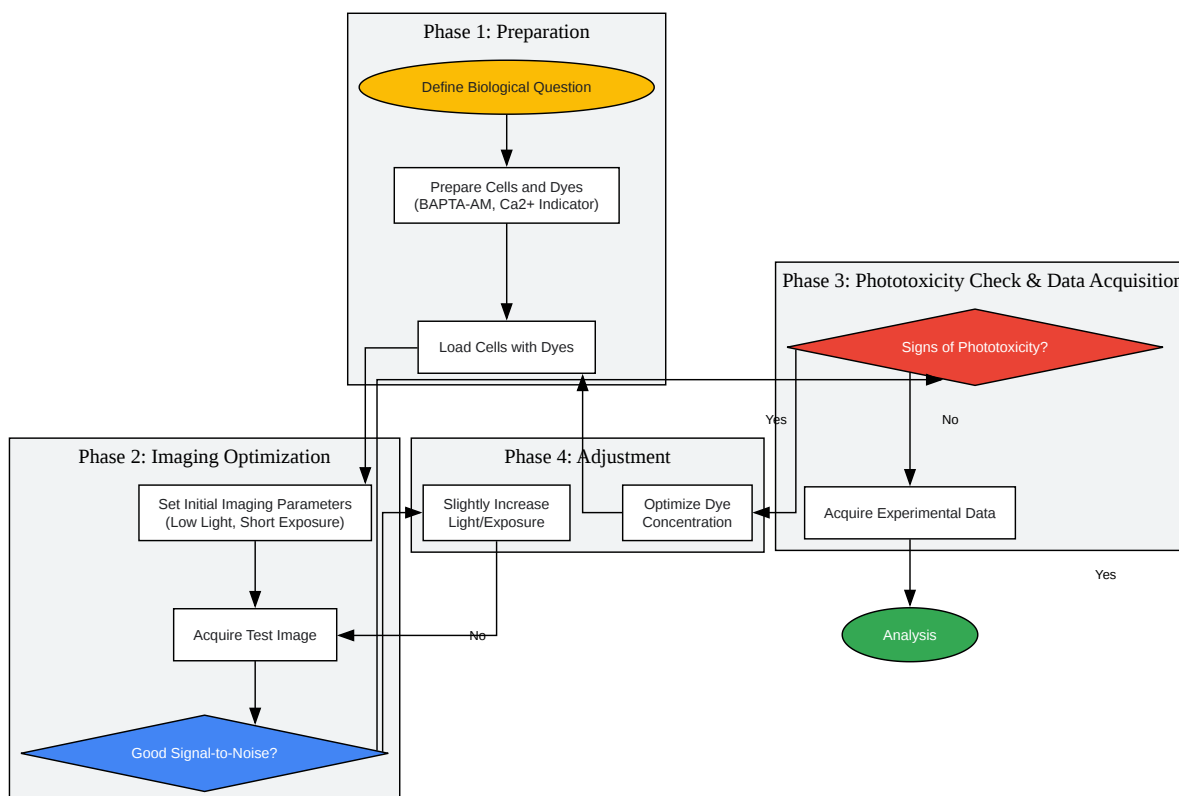 Phase 1: Preparation
Define Biological Question
Prepare Cells and Dyes
(BAPTA-AM, Ca2+ Indicator)
Load Cells with Dyes
Phase 3: Phototoxicity Check & Data Acquisition
Signs of Phototoxicity?
Yes
No
Phase 2: Imaging Optimization
Set Initial Imaging Parameters
(Low Light, Short Exposure)
Phase 4: Adjustment
Slightly Increase
Light/Exposure
Optimize Dye
Concentration
Acquire Experimental Data
Yes
Acquire Test Image
No
Analysis
Good Signal-to-Noise?